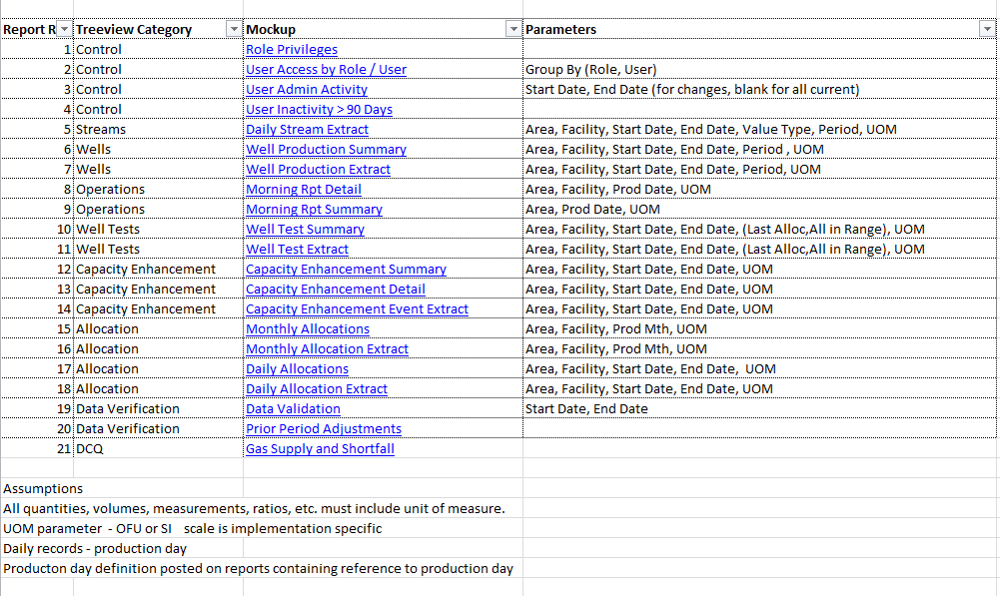 Report R Treeview Category Mockup Parameters
1 Control Role Privileges
2 Control User Access by Role / User Group By (Role, User)
3 Control User Admin Activity Start Date, End Date (for changes, blank for all current)
4 Control User Inactivity > 90 Days
5 Streams Daily Stream Extract Area, Facility, Start Date, End Date, Value Type, Period, UOM
6 Wells Well Production Summary Area, Facility, Start Date, End Date, Period , UOM
7 Wells Well Production Extract Area, Facility, Start Date, End Date, Period, UOM
8 Operations Morning Rpt Detail Area, Facility, Prod Date, UOM
9 Operations Morning Rpt Summary Area, Prod Date, UOM
10 Well Tests Well Test Summary Area, Facility, Start Date, End Date, (Last Alloc,All in Range), UOM
11 Well Tests Well Test Extract Area, Facility, Start Date, End Date, (Last Alloc,All in Range), UOM
12 Capacity Enhancement Capacity Enhancement Summary Area, Facility, Start Date, End Date, UOM
13 Capacity Enhancement Capacity Enhancement Detail Area, Facility, Start Date, End Date, UOM
14 Capacity Enhancement Capacity Enhancement Event Extract Area, Facility, Start Date, End Date, UOM
15 Allocation Monthly Allocations Area, Facility, Prod Mth, UOM
16 Allocation Monthly Allocation Extract Area, Facility, Prod Mth, UOM
17 Allocation Daily Allocations Area, Facility, Start Date, End Date, UOM
18 Allocation Daily Allocation Extract Area, Facility, Start Date, End Date, UOM
19 Data Verification Data Validation Start Date, End Date
20 Data Verification Prior Period Adjustments
21 DCQ Gas Supply and Shortfall
Assumptions
All quantities, volumes, measurements, ratios, etc. must include unit of measure.
UOM parameter - OFU or SI scale is implementation specific
Daily records - production day
Producton day definition posted on reports containing reference to production day